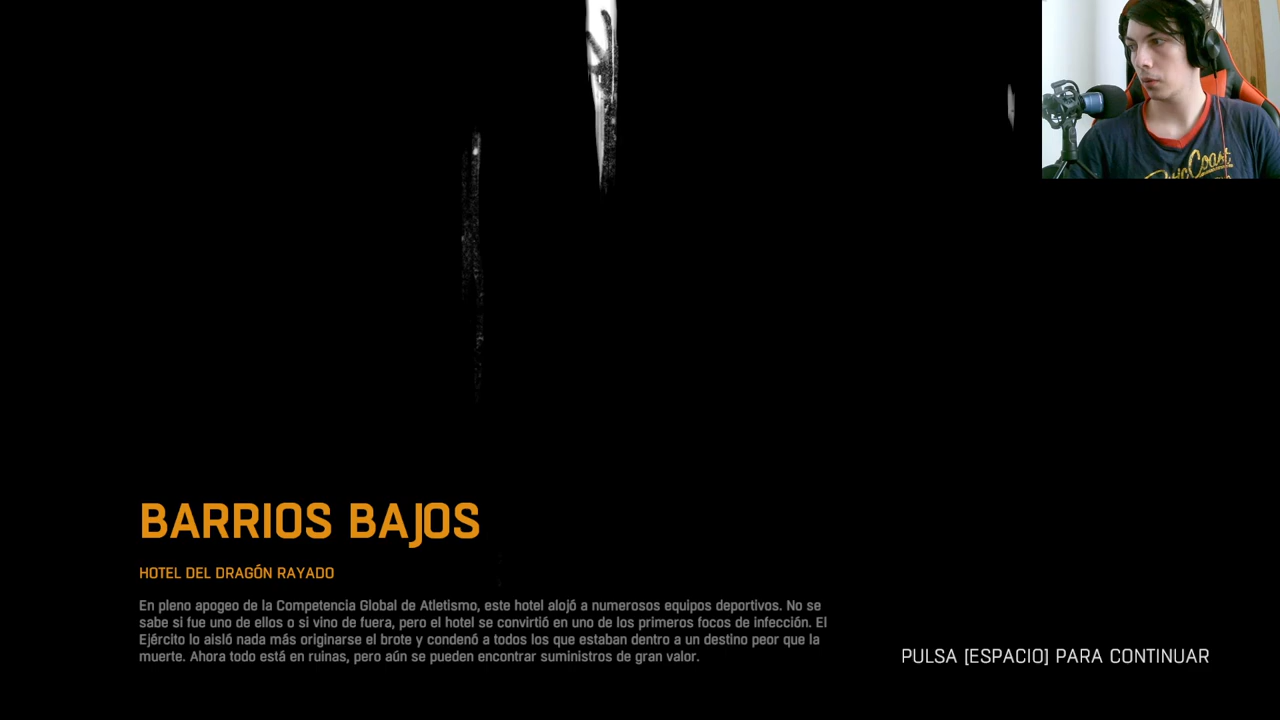 BARRIOS BAJOS
HOTEL DEL DRAGÓN RAYADO
En pleno apogeo de la Competencia Global de Atletismo, este hotel alojó a numerosos equipos deportivos. No se
sabe si fue uno de ellos o si vino de fuera, pero el hotel se convirtió en uno de los primeros focos de infección. El
Ejército lo aisló nada más originarse el brote y condenó a todos los que estaban dentro a un destino peor que la
muerte. Ahora todo está en ruinas, pero aún se pueden encontrar suministros de gran valor.
PULSA [ESPACIO] PARA CONTINUAR